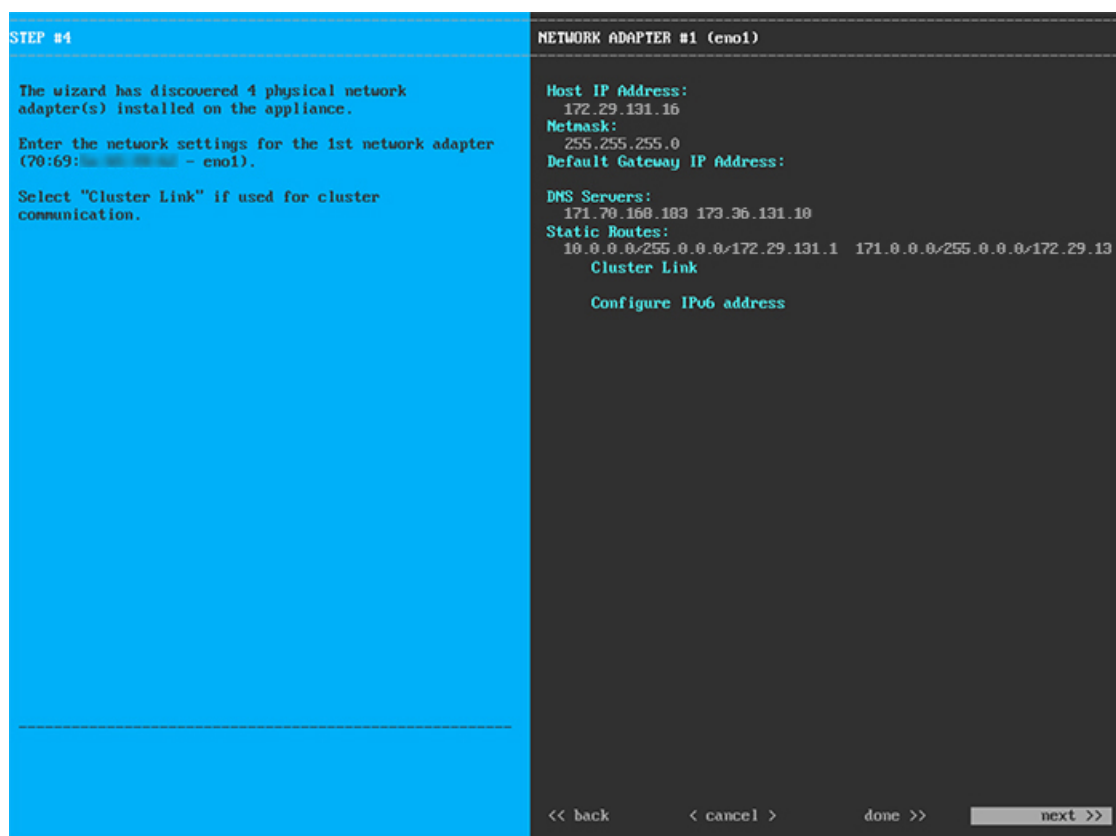 STEP #4
The wizard has discovered 4 physical network
adapter(s) installed on the appliance.
Enter the network settings for the 1st network adapter
(70:69: - eno1).
Select "Cluster Link" if used for cluster
communication.
NETWORK ADAPTER #1 (eno1)
Host IP Address:
172.29.131.16
Netmask:
255.255.255.0
Default Gateway IP Address:
DNS Servers:
171.70.168.183 173.36.131.10
Static Routes:
10.0.0.0/255.0.0.0/172.29.131.1 171.0.0.0/255.0.0.0/172.29.13
Cluster Link
Configure IPv6 address
<< back < cancel > done >> next >>